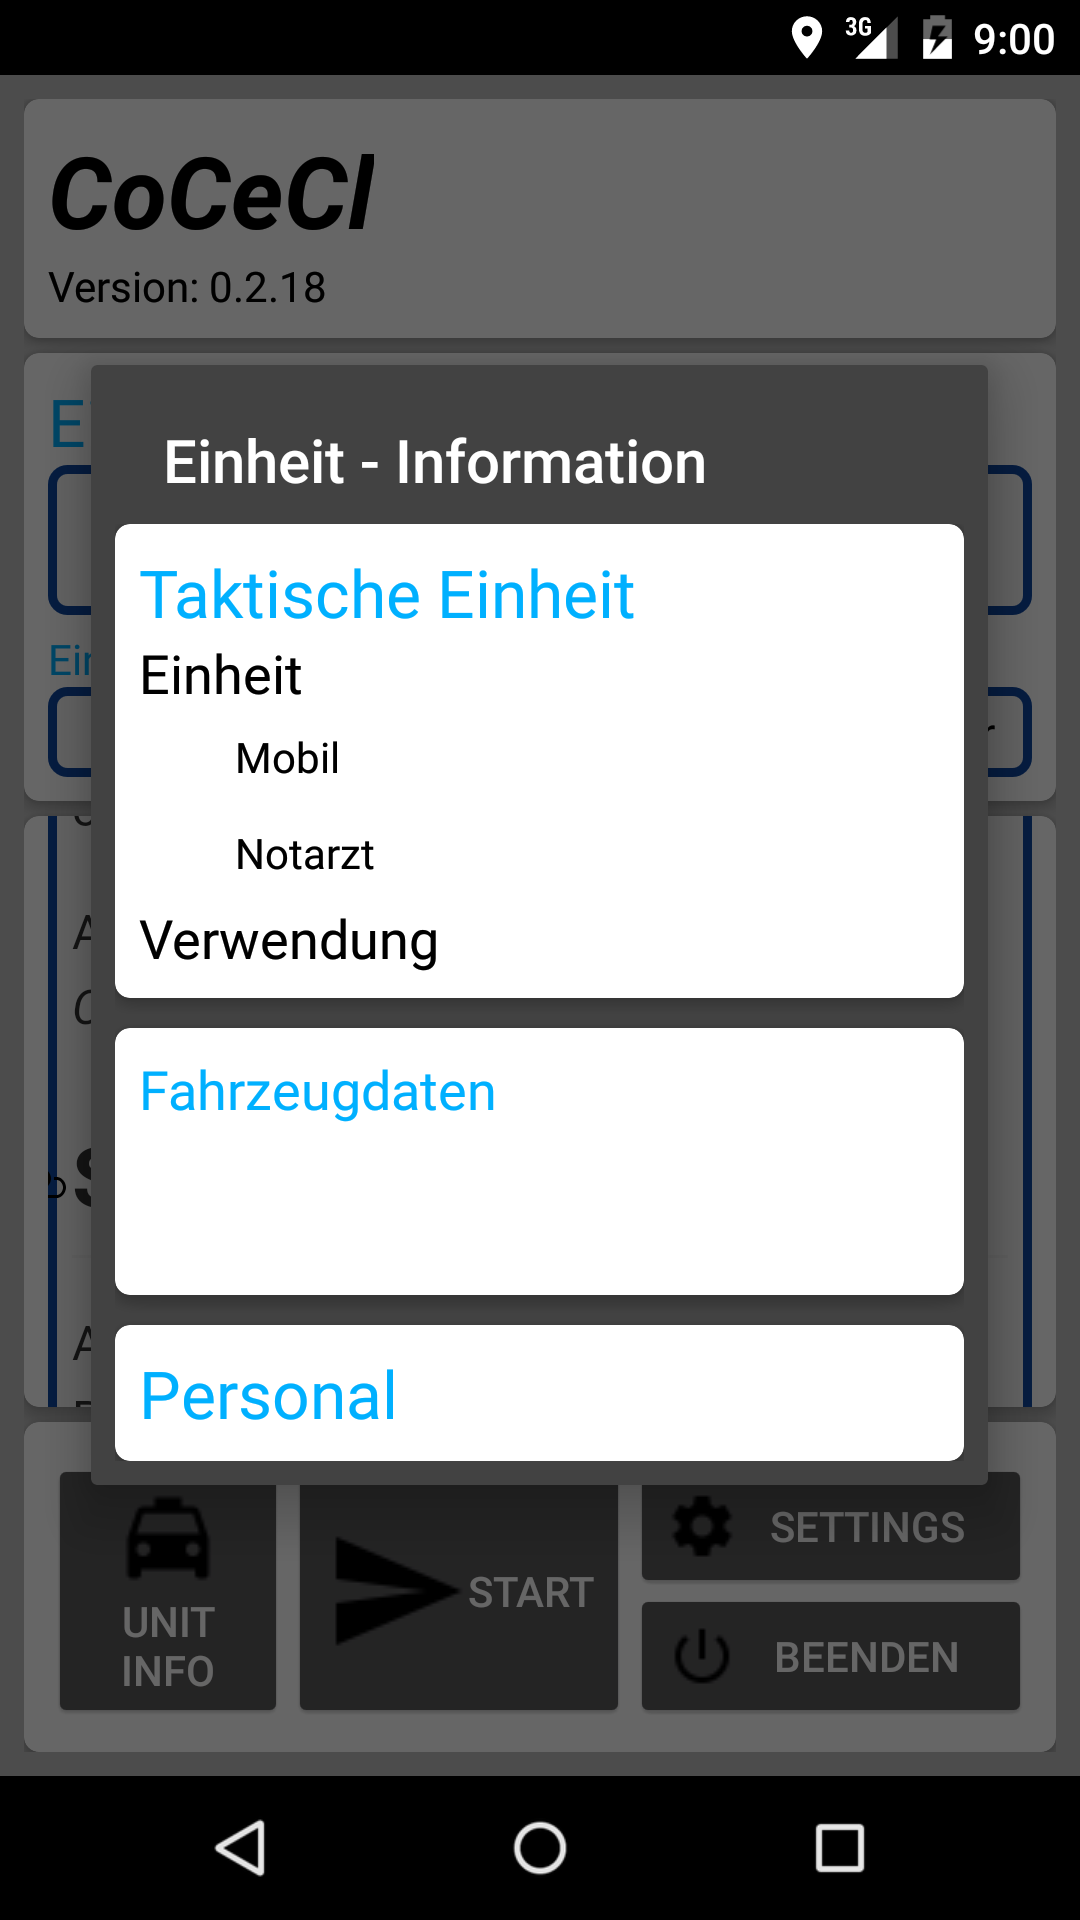 3G 9:00
CoCeCl
Version: 0.2.18
Einheit - Information
Taktische Einheit
Einheit
Mobil
Notarzt
Verwendung
Fahrzeugdaten
Personal
UNIT
INFO
START
SETTINGS
BEENDEN